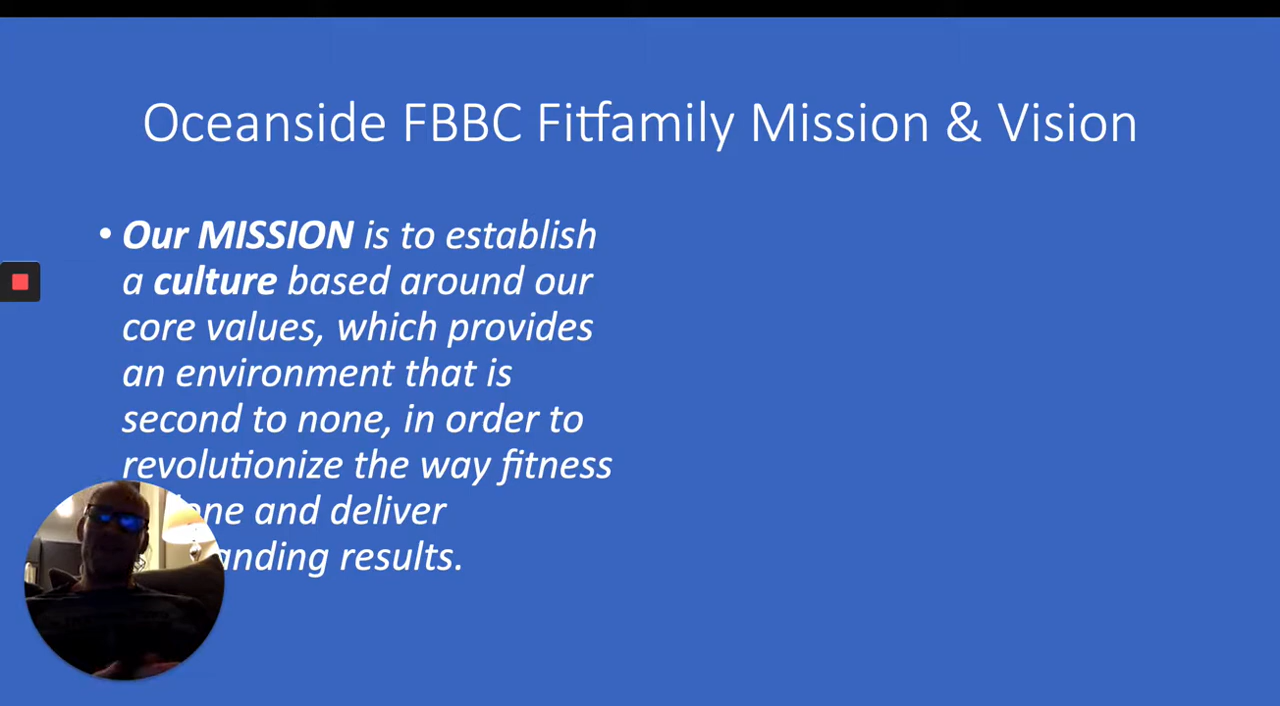 Oceanside FBBC Fitfamily Mission & Vision
• Our MISSION is to establish
a culture based around our
core values, which provides
an environment that is
second to none, in order to
revolutionize the way fitness
and deliver
results.